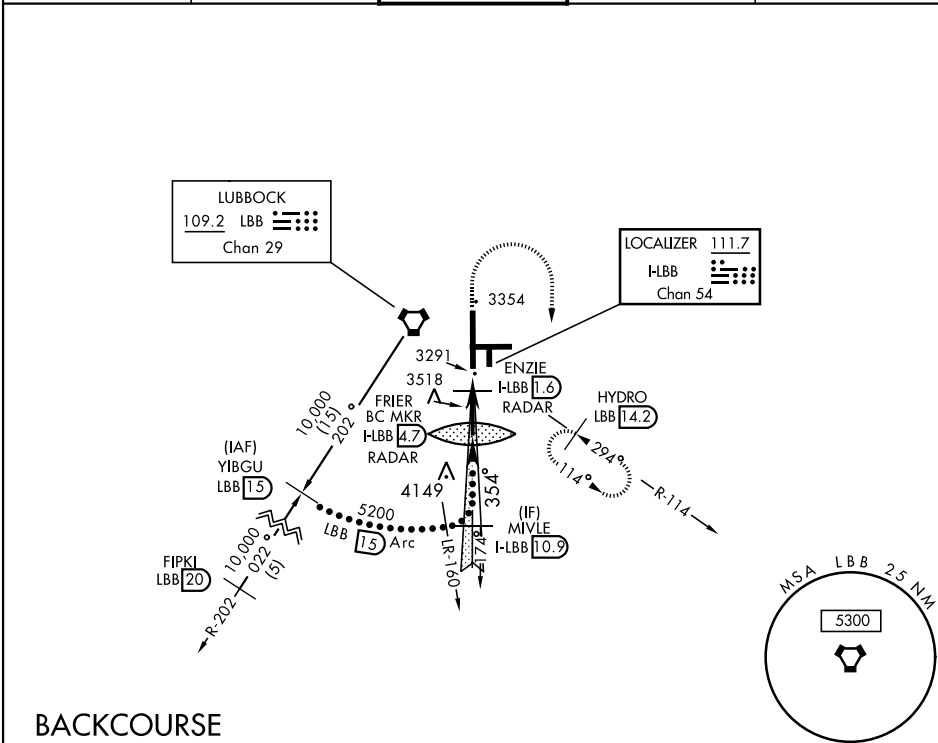 LUBBOCK
109.2 LBB
Chan 29
LOCALIZER 111.7
I-LBB
Chan 54
3354
3291
3518
ENZIE
I-LBB 1.6
RADAR
FRIER
BC MKR
I-LBB 4.7
RADAR
HYDRO
LBB 14.2
294°
114°
R-114
10,000
(15)
202°
(IAF)
YIBGU
LBB 15
4149
354°
5200
LBB 15 Arc
LR-160
174°
(IF)
MIVLE
I-LBB 10.9
FIPKI
LBB 20
10,000
022°
(5)
R-202
MSA LBB 25 NM
5300
BACKCOURSE